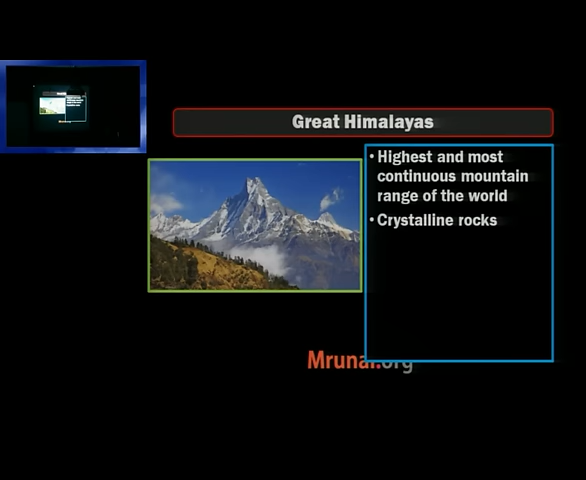 Great Himalayas
• Highest and most
continuous mountain
range of the world
• Crystalline rocks
Mrunal.org